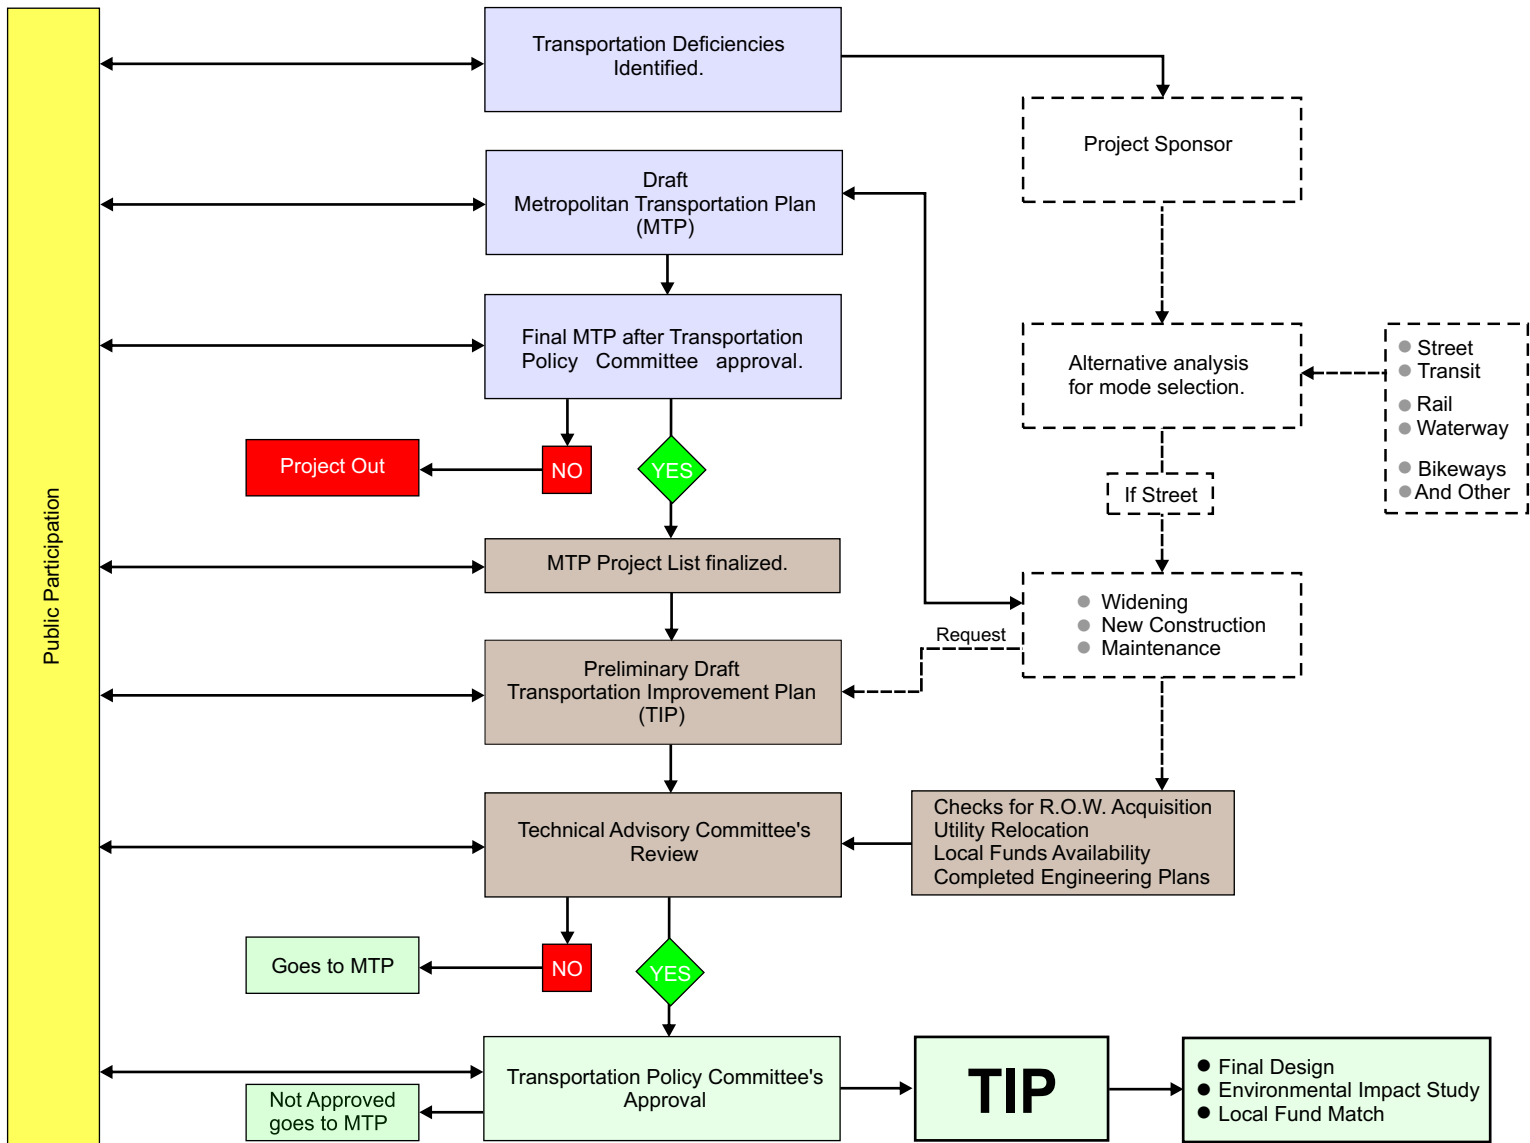 Public Participation
Transportation Deficiencies
Identified.
Project Sponsor
Draft
Metropolitan Transportation Plan
(MTP)
Final MTP after Transportation
Policy Committee approval.
Alternative analysis
for mode selection.
Street
Transit
Rail
Waterway
Bikeways
And Other
Project Out
NO
YES
If Street
MTP Project List finalized.
Widening
New Construction
Maintenance
Request
Preliminary Draft
Transportation Improvement Plan
(TIP)
Technical Advisory Committee's
Review
Checks for R.O.W. Acquisition
Utility Relocation
Local Funds Availability
Completed Engineering Plans
Goes to MTP
NO
YES
Transportation Policy Committee's
Approval
Not Approved
goes to MTP
TIP
Final Design
Environmental Impact Study
Local Fund Match